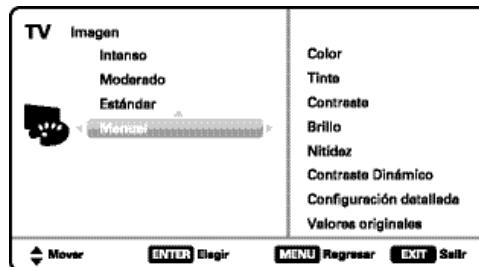 TV Imagen
Intenso
Moderado
Estándar
Manual
Color
Tinte
Contraste
Brillo
Nitidez
Contraste Dinámico
Configuración detallada
Valores originales
Mover ENTER Elegir MENU Regresar EXIT Salir